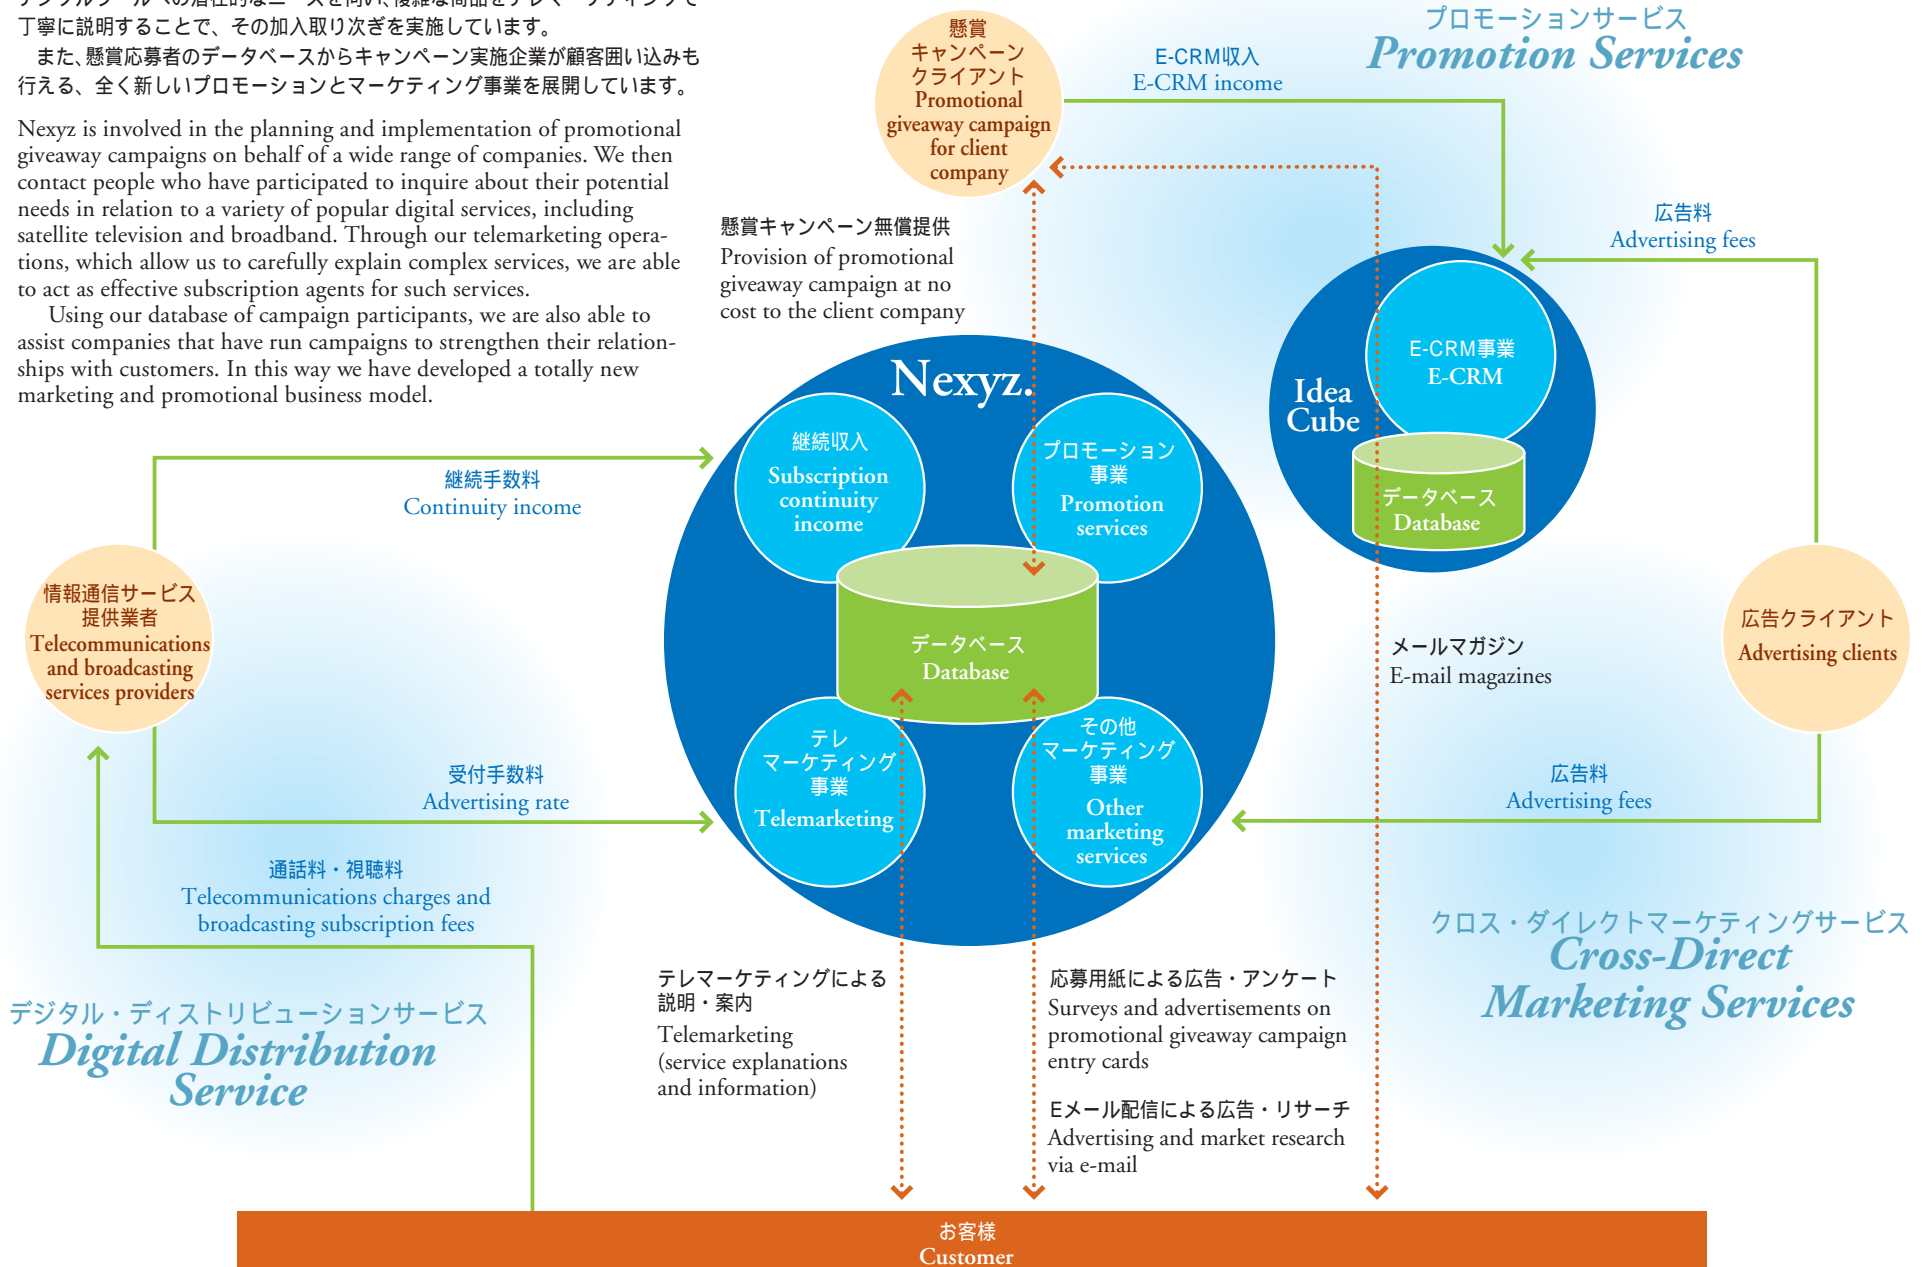 丁寧に説明することで、その加入取り次ぎを実施しています。
また、懸賞応募者のデータベースからキャンペーン実施企業が顧客囲い込みも
行える、全く新しいプロモーションとマーケティング事業を展開しています。
Nexyz is involved in the planning and implementation of promotional
giveaway campaigns on behalf of a wide range of companies. We then
contact people who have participated to inquire about their potential
needs in relation to a variety of popular digital services, including
satellite television and broadband. Through our telemarketing opera-
tions, which allow us to carefully explain complex services, we are able
to act as effective subscription agents for such services.
Using our database of campaign participants, we are also able to
assist companies that have run campaigns to strengthen their relation-
ships with customers. In this way we have developed a totally new
marketing and promotional business model.
懸賞
キャンペーン
クライアント
Promotional
giveaway campaign
for client
company
E-CRM収入
E-CRM income
プロモーションサービス
Promotion Services
懸賞キャンペーン無償提供
Provision of promotional
giveaway campaign at no
cost to the client company
広告料
Advertising fees
Nexyz.
継続収入
Subscription
continuity
income
プロモーション
事業
Promotion
services
データベース
Database
テレ
マーケティング
事業
Telemarketing
その他
マーケティング
事業
Other
marketing
services
Idea
Cube
E-CRM事業
E-CRM
データベース
Database
継続手数料
Continuity income
情報通信サービス
提供業者
Telecommunications
and broadcasting
services providers
受付手数料
Advertising rate
通話料・視聴料
Telecommunications charges and
broadcasting subscription fees
メールマガジン
E-mail magazines
広告クライアント
Advertising clients
広告料
Advertising fees
クロス・ダイレクトマーケティングサービス
Cross-Direct
Marketing Services
デジタル・ディストリビューションサービス
Digital Distribution
Service
テレマーケティングによる
説明・案内
Telemarketing
(service explanations
and information)
応募用紙による広告・アンケート
Surveys and advertisements on
promotional giveaway campaign
entry cards
Eメール配信による広告・リサーチ
Advertising and market research
via e-mail
お客様
Customer